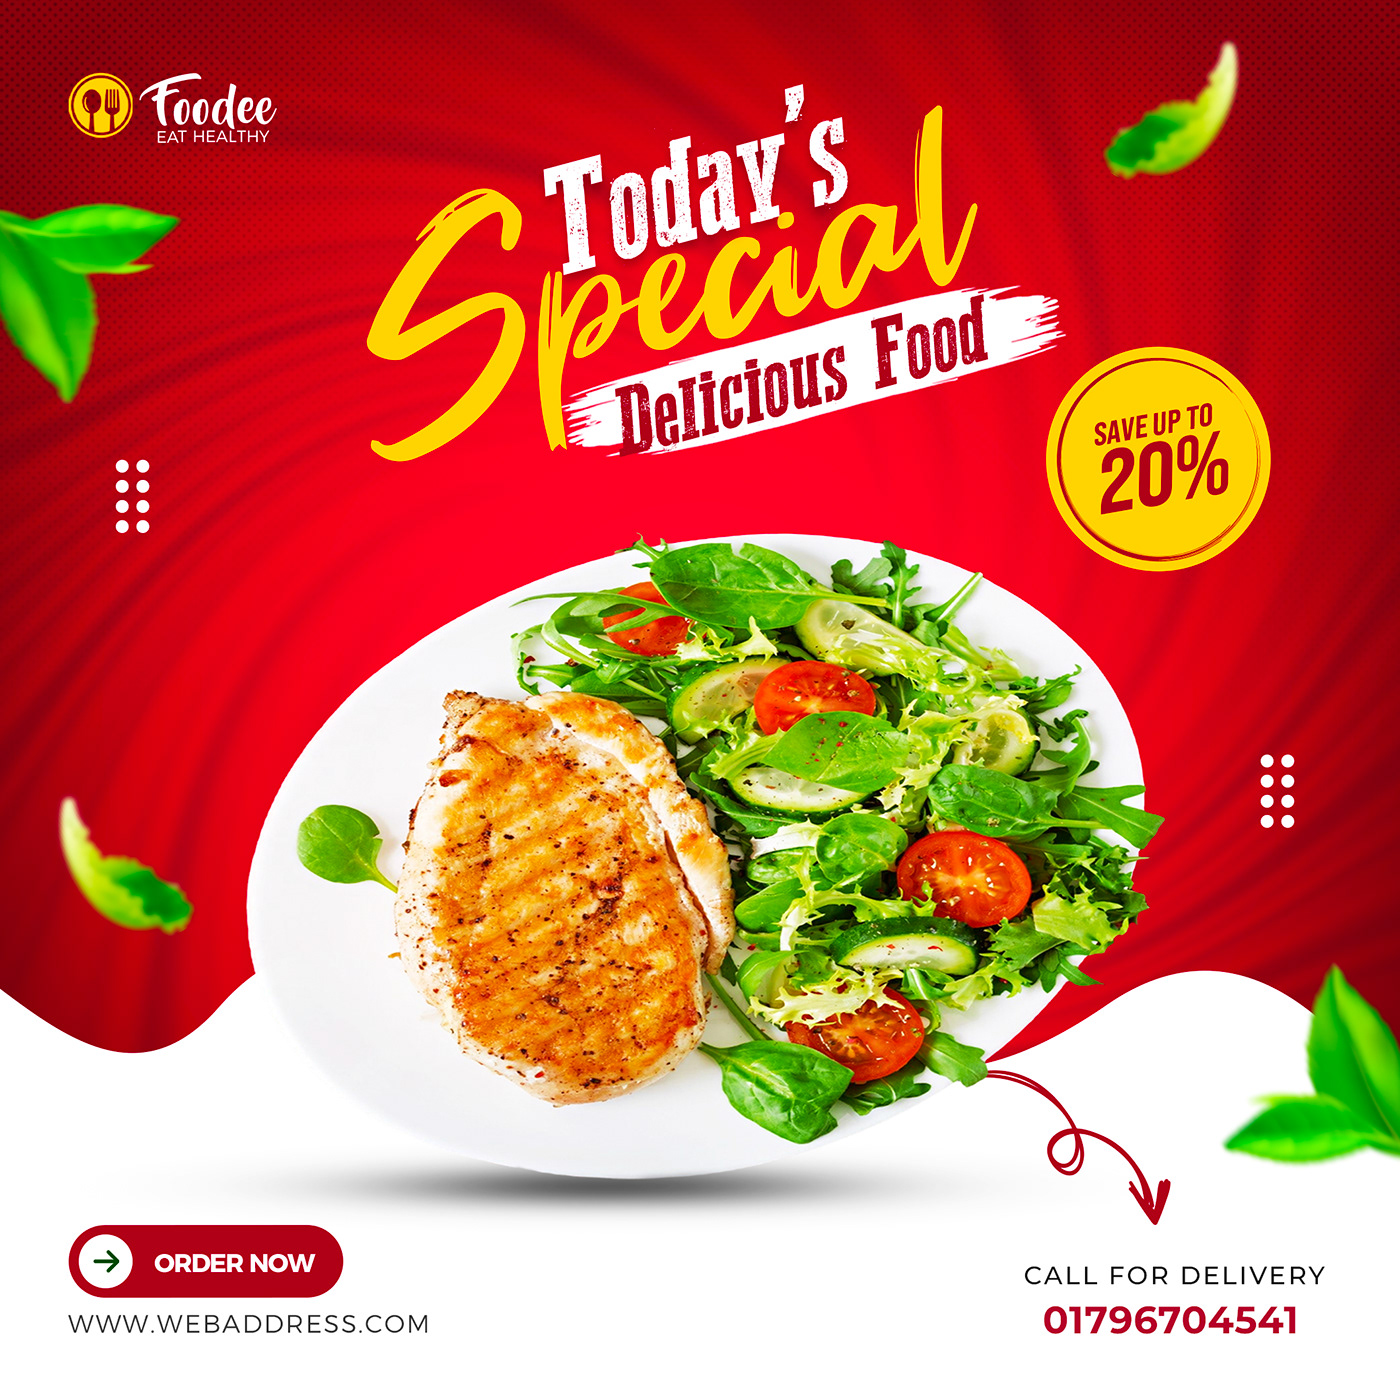 Foodee
EAT HEALTHY
Today's
Special
Delicious Food
SAVE UP TO
20%
ORDER NOW
WWW.WEBADDRESS.COM
CALL FOR DELIVERY
01796704541